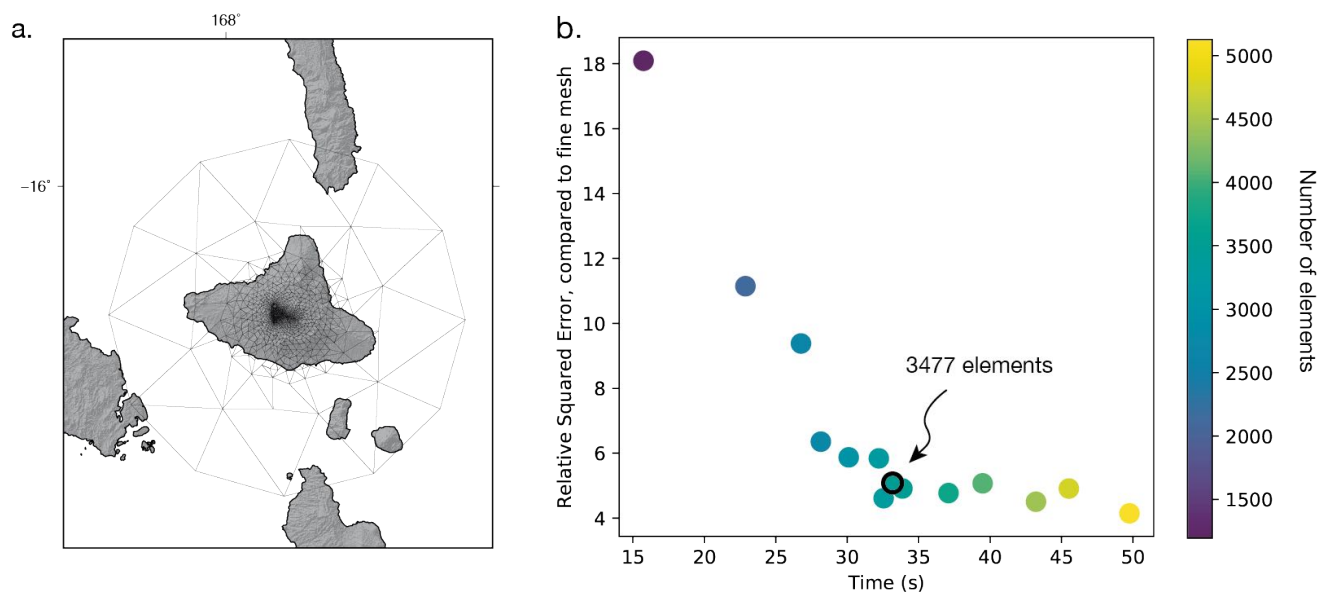 a.
168°
−16°
b.
Relative Squared Error, compared to fine mesh
18
16
14
12
10
8
6
4
3477 elements
15 20 25 30 35 40 45 50
Time (s)
5000
4500
4000
3500
3000
2500
2000
1500
Number of elements